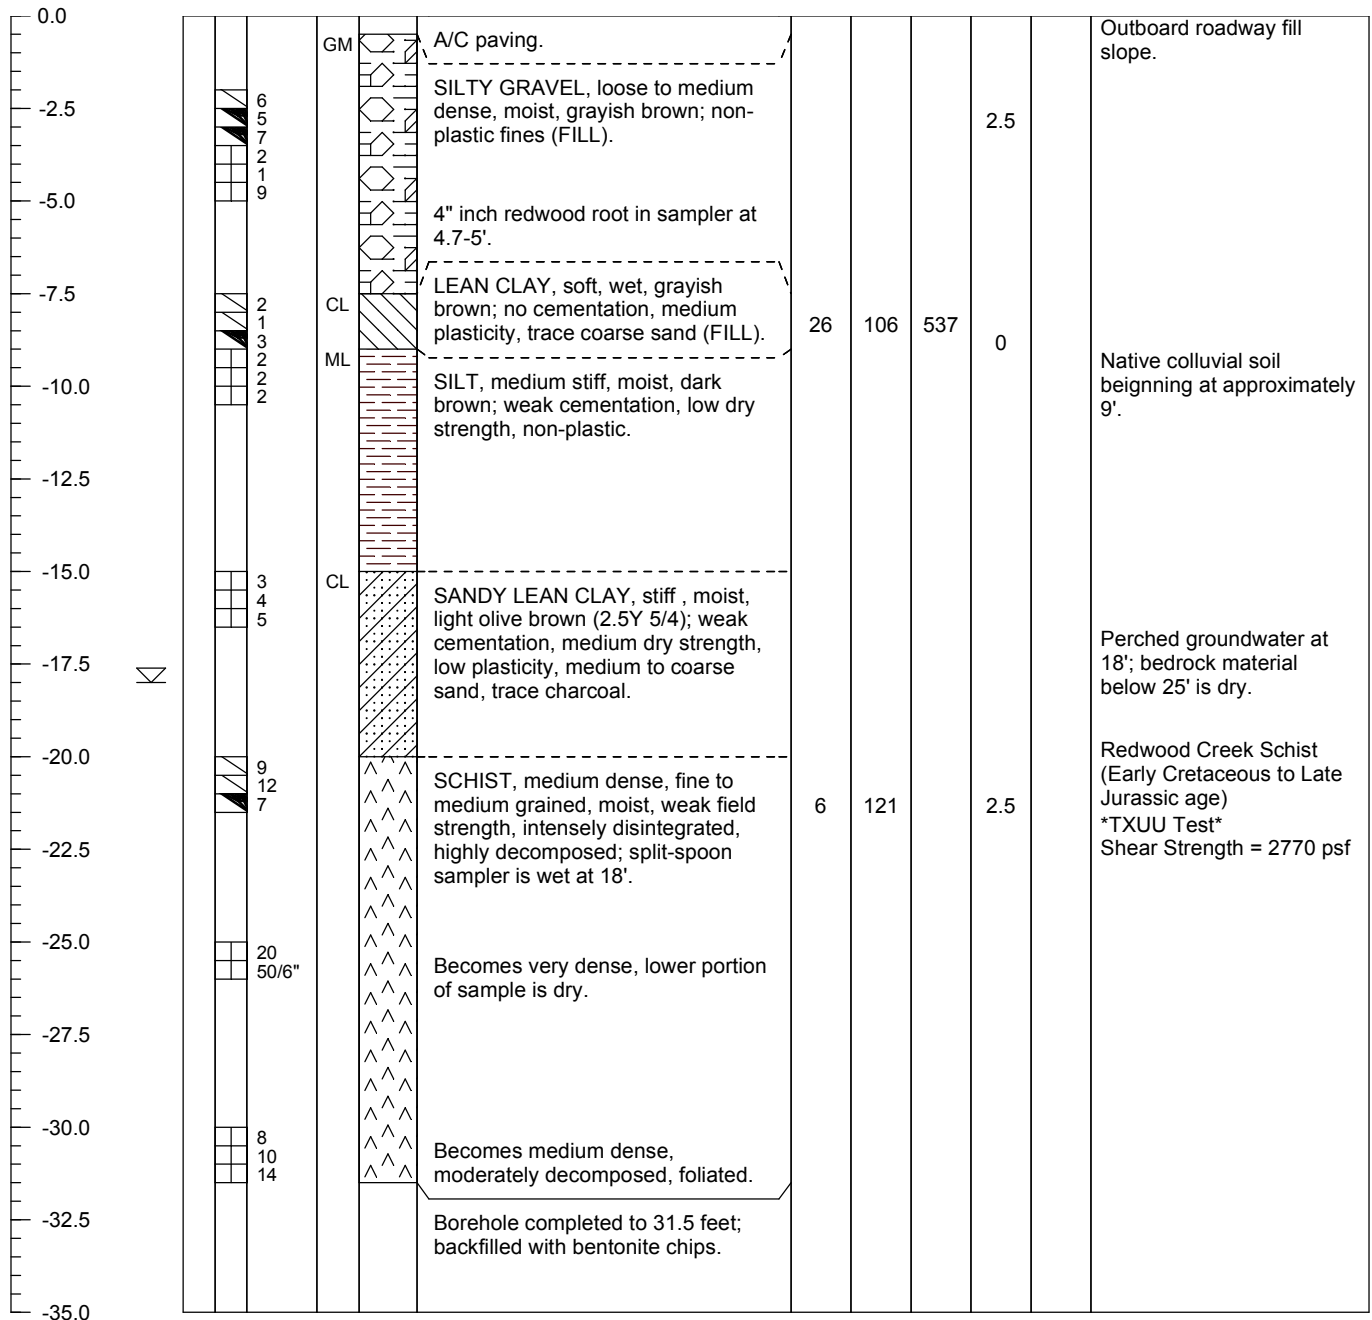 0.0
-2.5
-5.0
-7.5
-10.0
-12.5
-15.0
-17.5
-20.0
-22.5
-25.0
-27.5
-30.0
-32.5
-35.0
6
5
7
2
1
9
2
1
3
2
2
2
3
4
5
9
12
7
20
50/6"
8
10
14
GM
CL
ML
CL
A/C paving.
SILTY GRAVEL, loose to medium
dense, moist, grayish brown; non-
plastic fines (FILL).
4" inch redwood root in sampler at
4.7-5'.
LEAN CLAY, soft, wet, grayish
brown; no cementation, medium
plasticity, trace coarse sand (FILL).
SILT, medium stiff, moist, dark
brown; weak cementation, low dry
strength, non-plastic.
SANDY LEAN CLAY, stiff , moist,
light olive brown (2.5Y 5/4); weak
cementation, medium dry strength,
low plasticity, medium to coarse
sand, trace charcoal.
SCHIST, medium dense, fine to
medium grained, moist, weak field
strength, intensely disintegrated,
highly decomposed; split-spoon
sampler is wet at 18'.
Becomes very dense, lower portion
of sample is dry.
Becomes medium dense,
moderately decomposed, foliated.
Borehole completed to 31.5 feet;
backfilled with bentonite chips.
2.5
26 106 537 0
6 121 2.5
Outboard roadway fill
slope.
Native colluvial soil
beignning at approximately
9'.
Perched groundwater at
18'; bedrock material
below 25' is dry.
Redwood Creek Schist
(Early Cretaceous to Late
Jurassic age)
*TXUU Test*
Shear Strength = 2770 psf